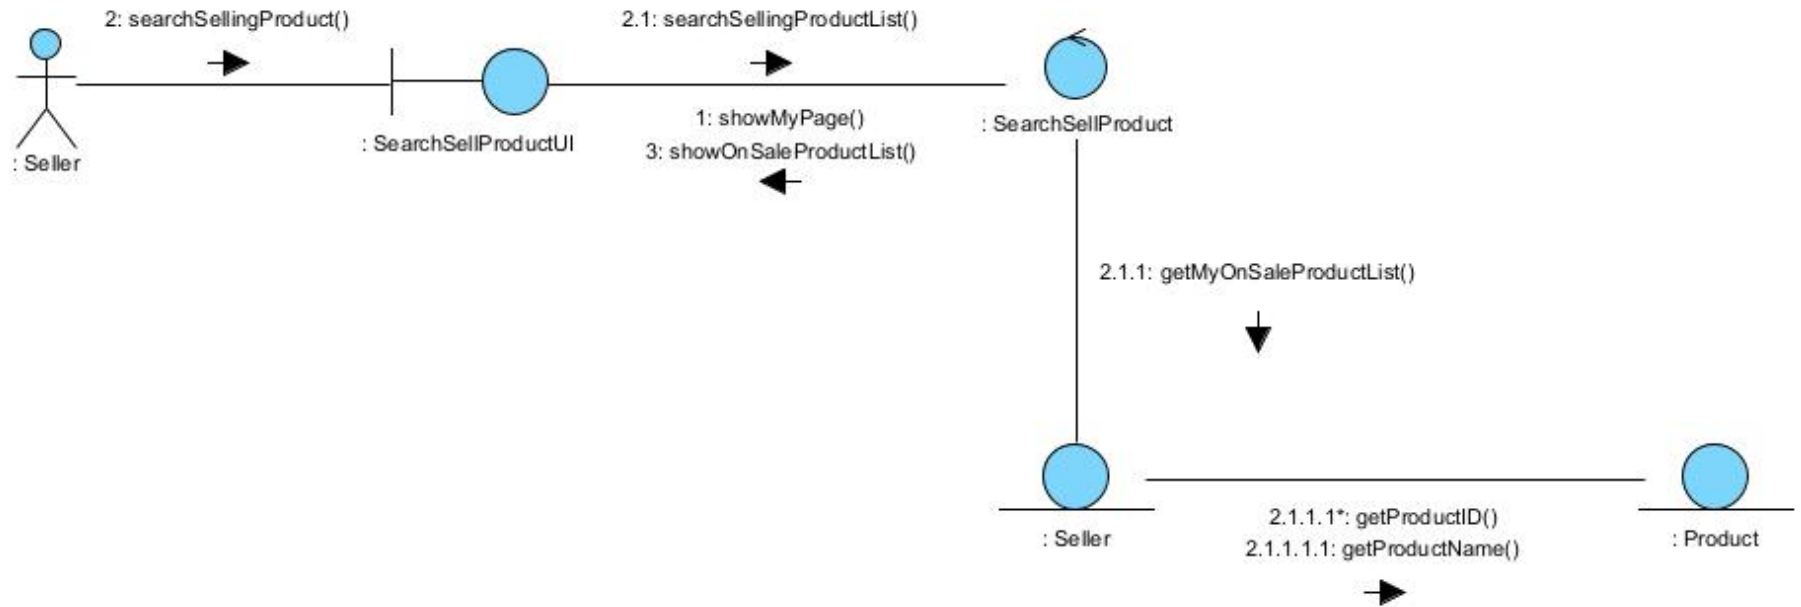 2: searchSellingProduct()
2.1: searchSellingProductList()
: Seller
: SearchSellProductUI
1: showMyPage()
3: showOnSaleProductList()
: SearchSellProduct
2.1.1: getMyOnSaleProductList()
: Seller
2.1.1.1*: getProductID()
2.1.1.1.1: getProductName()
: Product